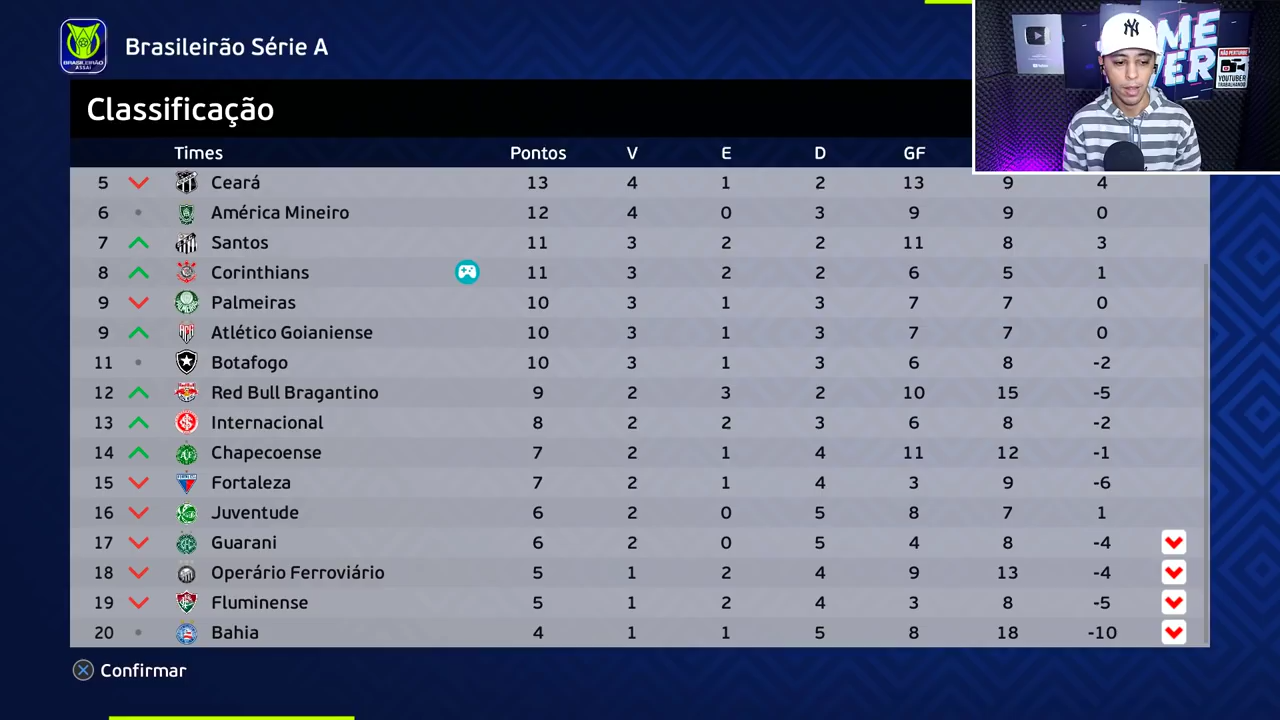 Brasileirão Série A
BRASILEIRÃO
ASSAÍ
NÃO PERTURBE
YOUTUBER
TRABALHANDO
Classificação
Times Pontos V E D GF
5 Ceará 13 4 1 2 13 9 4
6 América Mineiro 12 4 0 3 9 9 0
7 Santos 11 3 2 2 11 8 3
8 Corinthians 11 3 2 2 6 5 1
9 Palmeiras 10 3 1 3 7 7 0
9 Atlético Goianiense 10 3 1 3 7 7 0
11 Botafogo 10 3 1 3 6 8 -2
12 Red Bull Bragantino 9 2 3 2 10 15 -5
13 Internacional 8 2 2 3 6 8 -2
14 Chapecoense 7 2 1 4 11 12 -1
15 Fortaleza 7 2 1 4 3 9 -6
16 Juventude 6 2 0 5 8 7 1
17 Guarani 6 2 0 5 4 8 -4
18 Operário Ferroviário 5 1 2 4 9 13 -4
19 Fluminense 5 1 2 4 3 8 -5
20 Bahia 4 1 1 5 8 18 -10
Confirmar